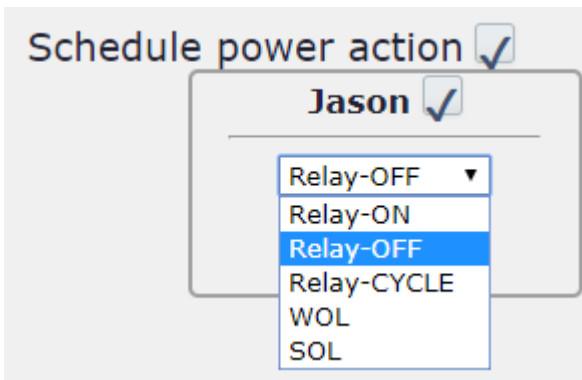 Schedule power action
Jason
Relay-OFF
Relay-ON
Relay-OFF
Relay-CYCLE
WOL
SOL